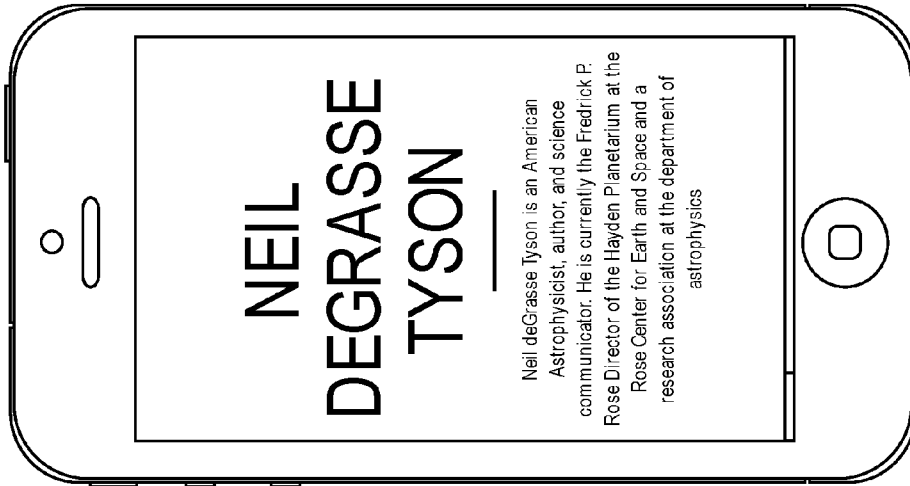 NEIL
DEGRASSE
TYSON
Neil deGrasse Tyson is an American
Astrophysicist, author, and science
communicator. He is currently the Fredrick P.
Rose Director of the Hayden Planetarium at the
Rose Center for Earth and Space and a
research association at the department of
astrophysics